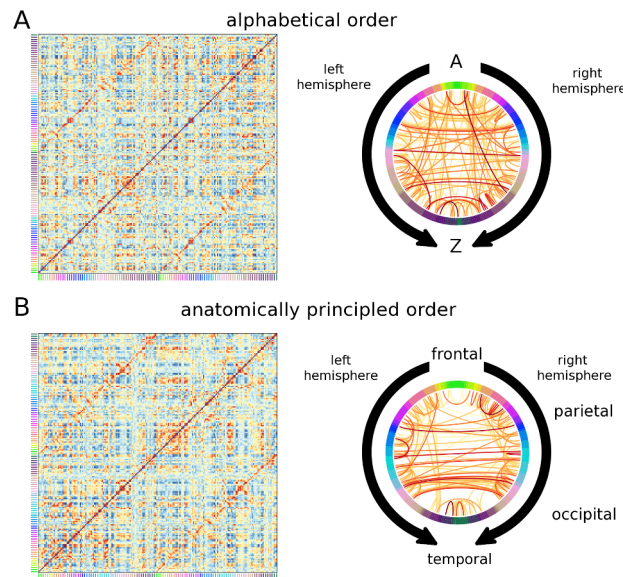 A
alphabetical order
left
hemisphere
A
right
hemisphere
Z
B
anatomically principled order
left
hemisphere
frontal
right
hemisphere
parietal
occipital
temporal